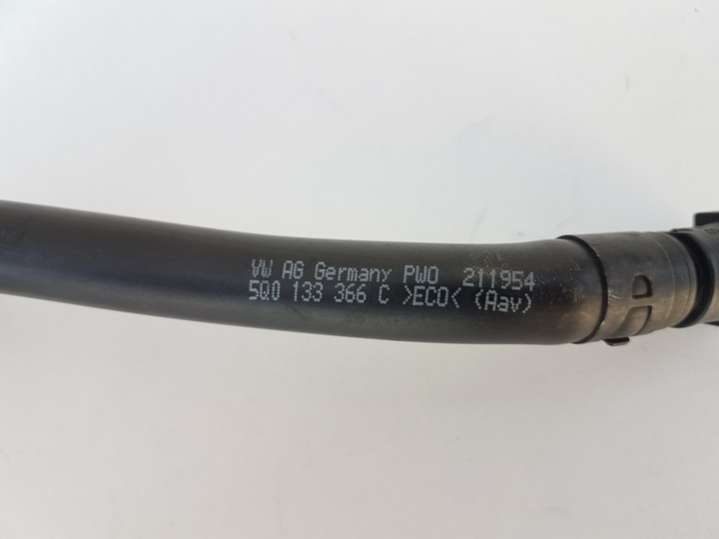 VW AG Germany PWO 211954
5Q0 133 366 C >ECO< (Aav)